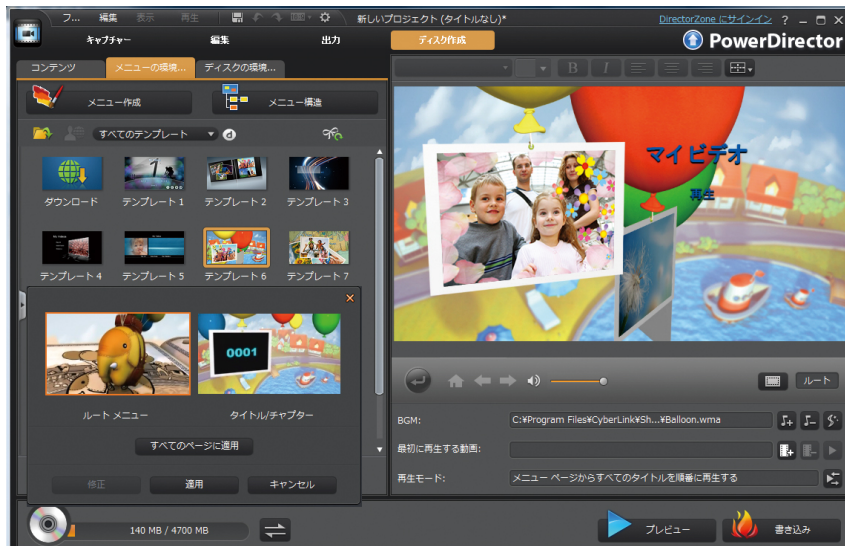 フ... 編集 表示 再生 新しいプロジェクト (タイトルなし)* DirectorZone にサインイン ? _ X
キャプチャー 編集 出力 ディスク作成 PowerDirector
コンテンツ メニューの環境... ディスクの環境...
B I
メニュー作成 メニュー構造
すべてのテンプレート d
マイビデオ
再生
ダウンロード テンプレート 1 テンプレート 2 テンプレート 3
テンプレート 4 テンプレート 5 テンプレート 6 テンプレート 7
0001
ルート メニュー タイトル/チャプター
ルート
すべてのページに適用
BGM: C:¥Program Files¥CyberLink¥Sh...¥Balloon.wma
最初に再生する動画:
修正 適用 キャンセル
再生モード: メニュー ページからすべてのタイトルを順番に再生する
140 MB / 4700 MB
プレビュー 書き込み